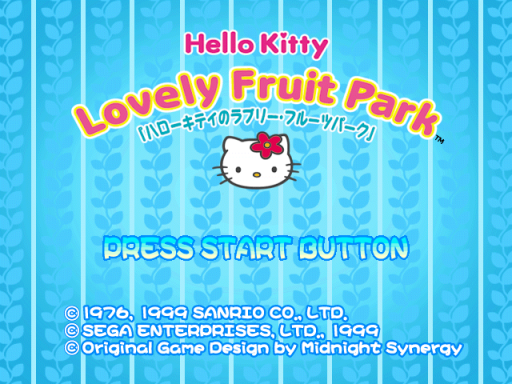 Hello Kitty
Lovely Fruit Park™
「ハローキティのラブリー・フルーツパーク」
PRESS START BUTTON
© 1976, 1999 SANRIO CO., LTD.
© SEGA ENTERPRISES, LTD., 1999
© Original Game Design by Midnight Synergy